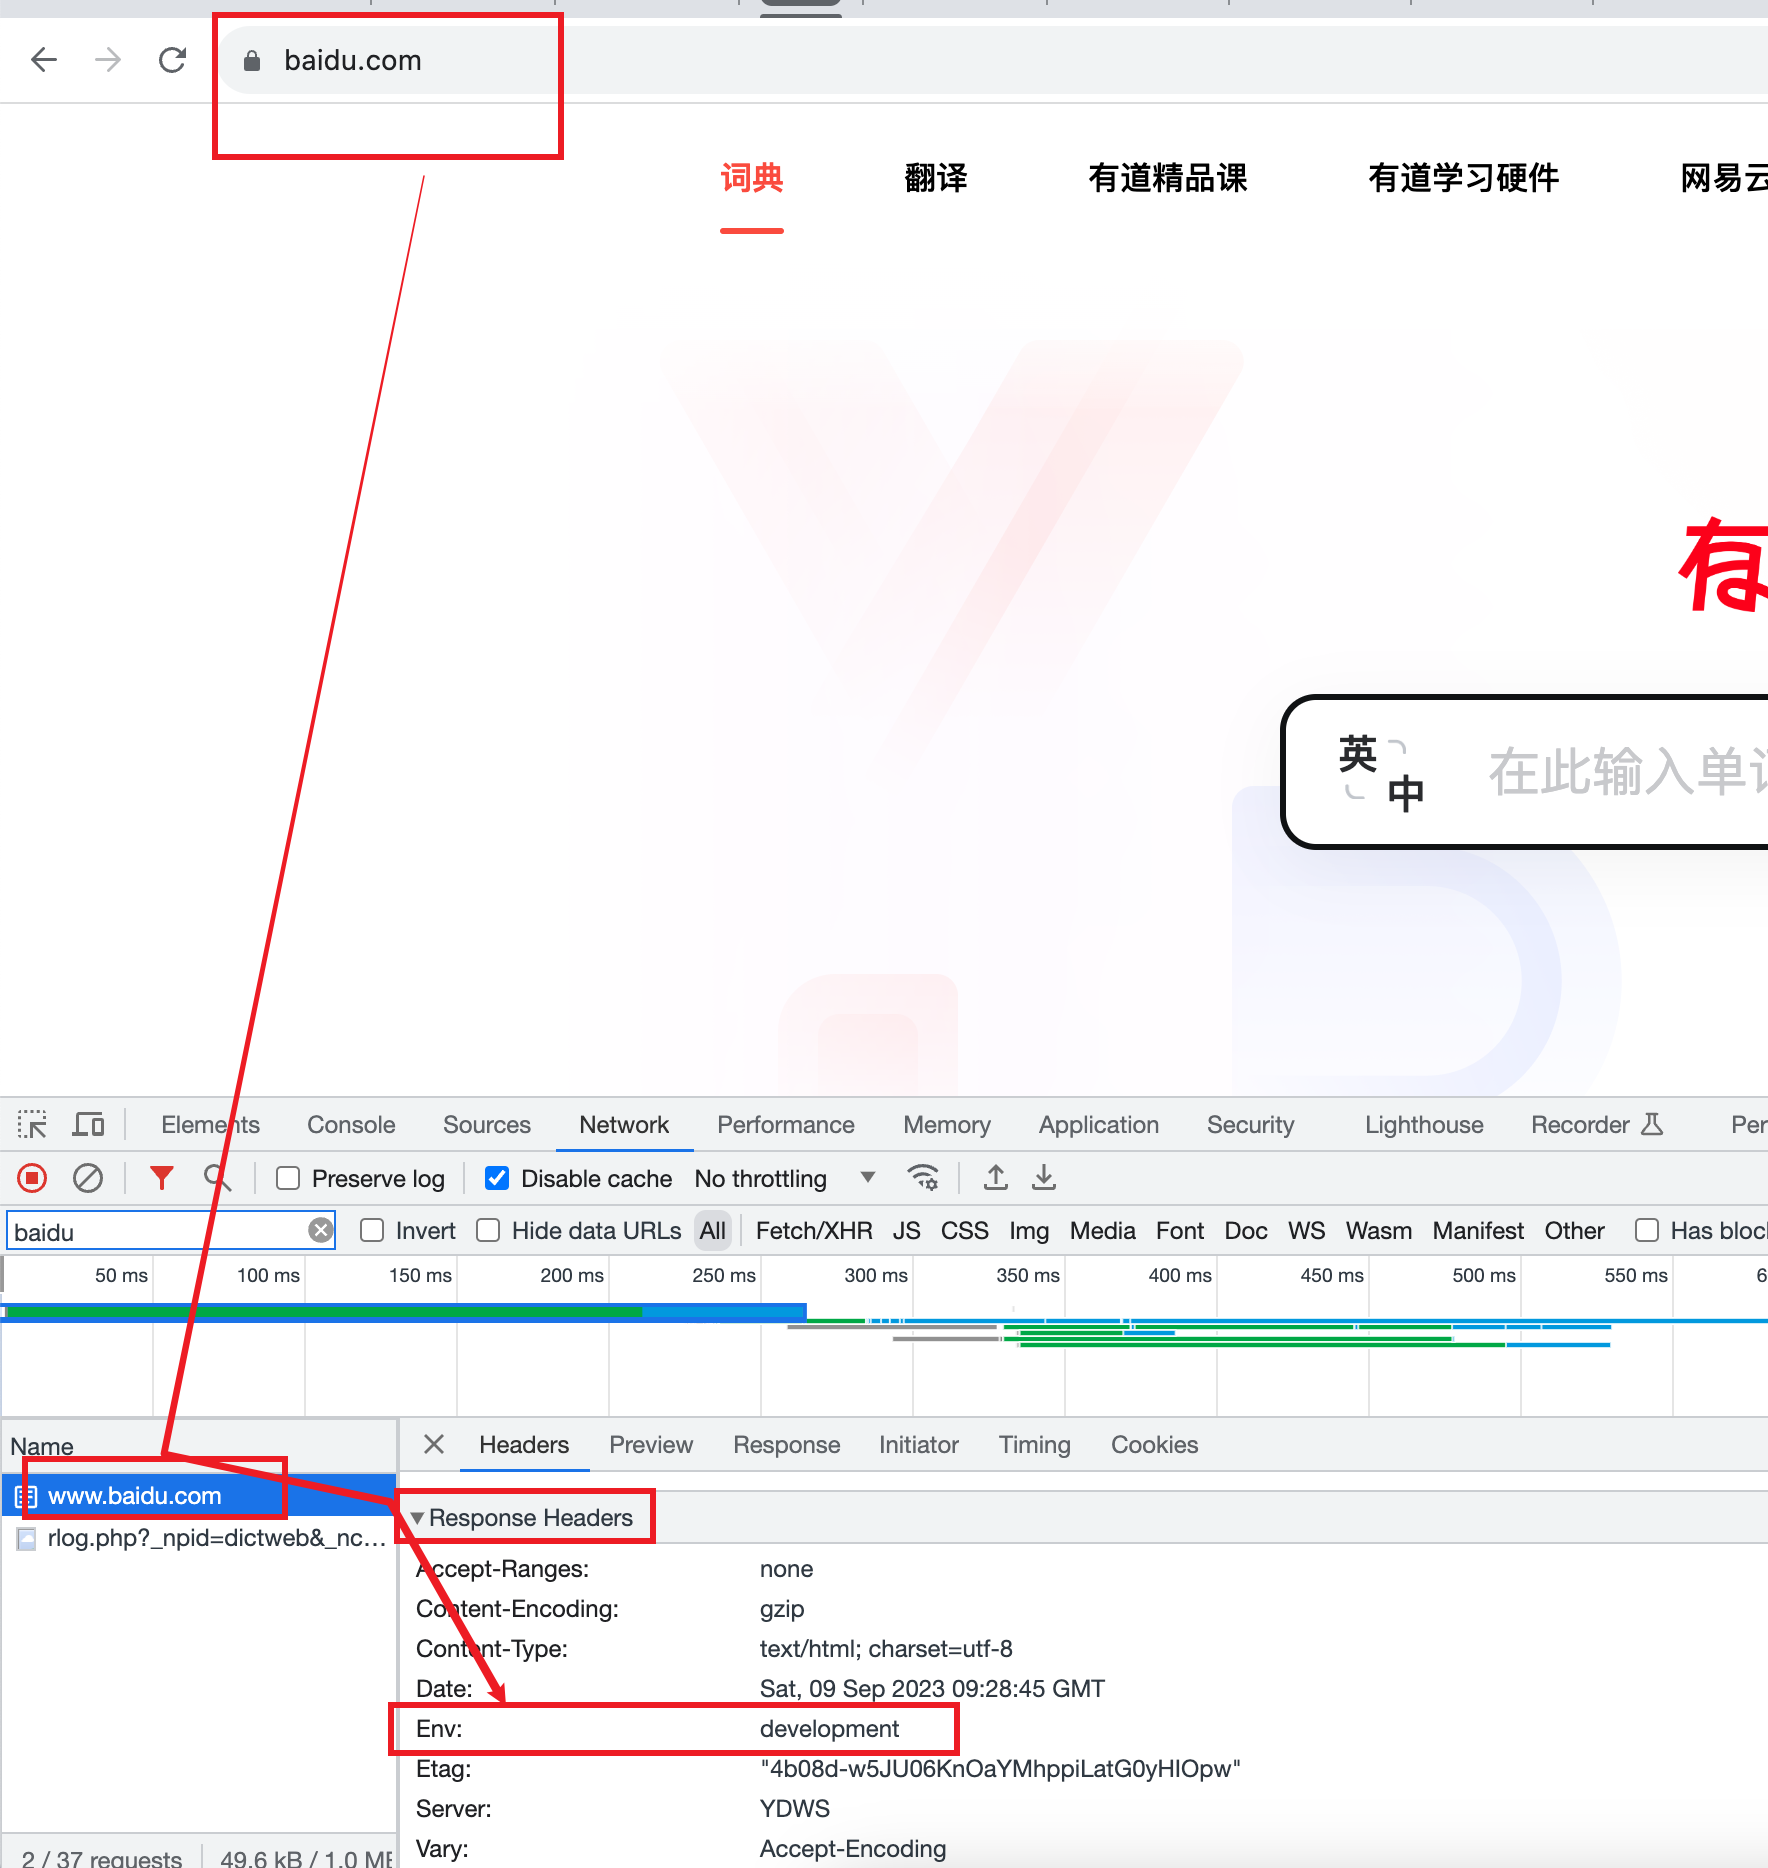 baidu.com
词典 翻译 有道精品课 有道学习硬件 网易云
有
英
中
在此输入单
Elements Console Sources Network Performance Memory Application Security Lighthouse Recorder Per
Preserve log Disable cache No throttling
baidu Invert Hide data URLs All Fetch/XHR JS CSS Img Media Font Doc WS Wasm Manifest Other Has bloc
50 ms 100 ms 150 ms 200 ms 250 ms 300 ms 350 ms 400 ms 450 ms 500 ms 550 ms 6
Name
Headers Preview Response Initiator Timing Cookies
www.baidu.com
rlog.php?_npid=dictweb&_nc...
Response Headers
Accept-Ranges: none
Content-Encoding: gzip
Content-Type: text/html; charset=utf-8
Date: Sat, 09 Sep 2023 09:28:45 GMT
Env: development
Etag: "4b08d-w5JU06KnOaYMhppiLatG0yHIOpw"
Server: YDWS
Vary: Accept-Encoding
2 / 37 requests 49.6 kB / 1.0 M